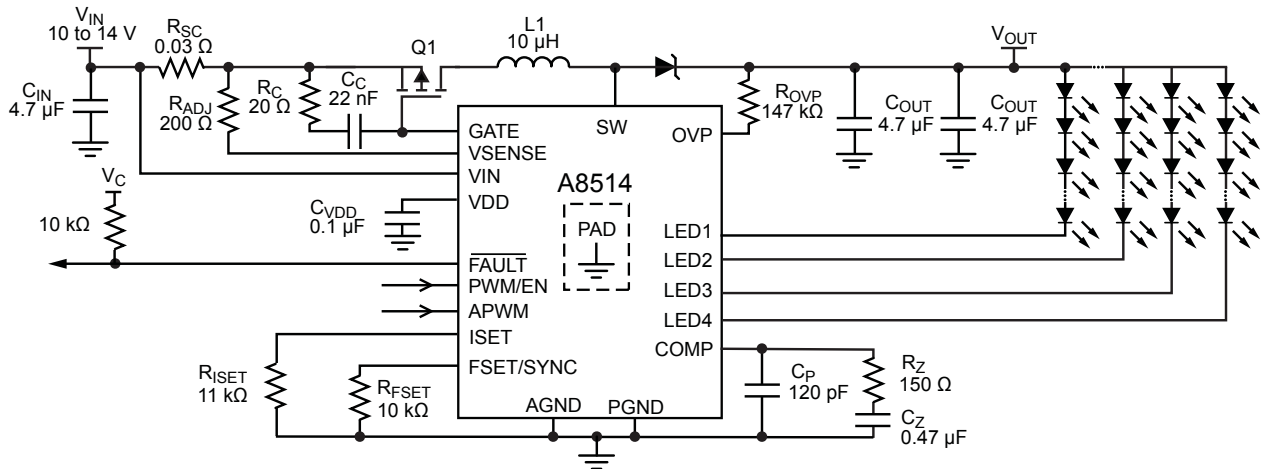 VIN
10 to 14 V
RSC
0.03 Ω
Q1
L1
10 µH
VOUT
CIN
4.7 µF
RADJ
200 Ω
RC
20 Ω
CC
22 nF
ROVP
147 kΩ
COUT
4.7 µF
COUT
4.7 µF
GATE
VSENSE
VIN
VDD
SW
OVP
A8514
PAD
VC
10 kΩ
CVDD
0.1 µF
FAULT
PWM/EN
APWM
ISET
FSET/SYNC
LED1
LED2
LED3
LED4
COMP
RISET
11 kΩ
RFSET
10 kΩ
AGND
PGND
CP
120 pF
RZ
150 Ω
CZ
0.47 µF